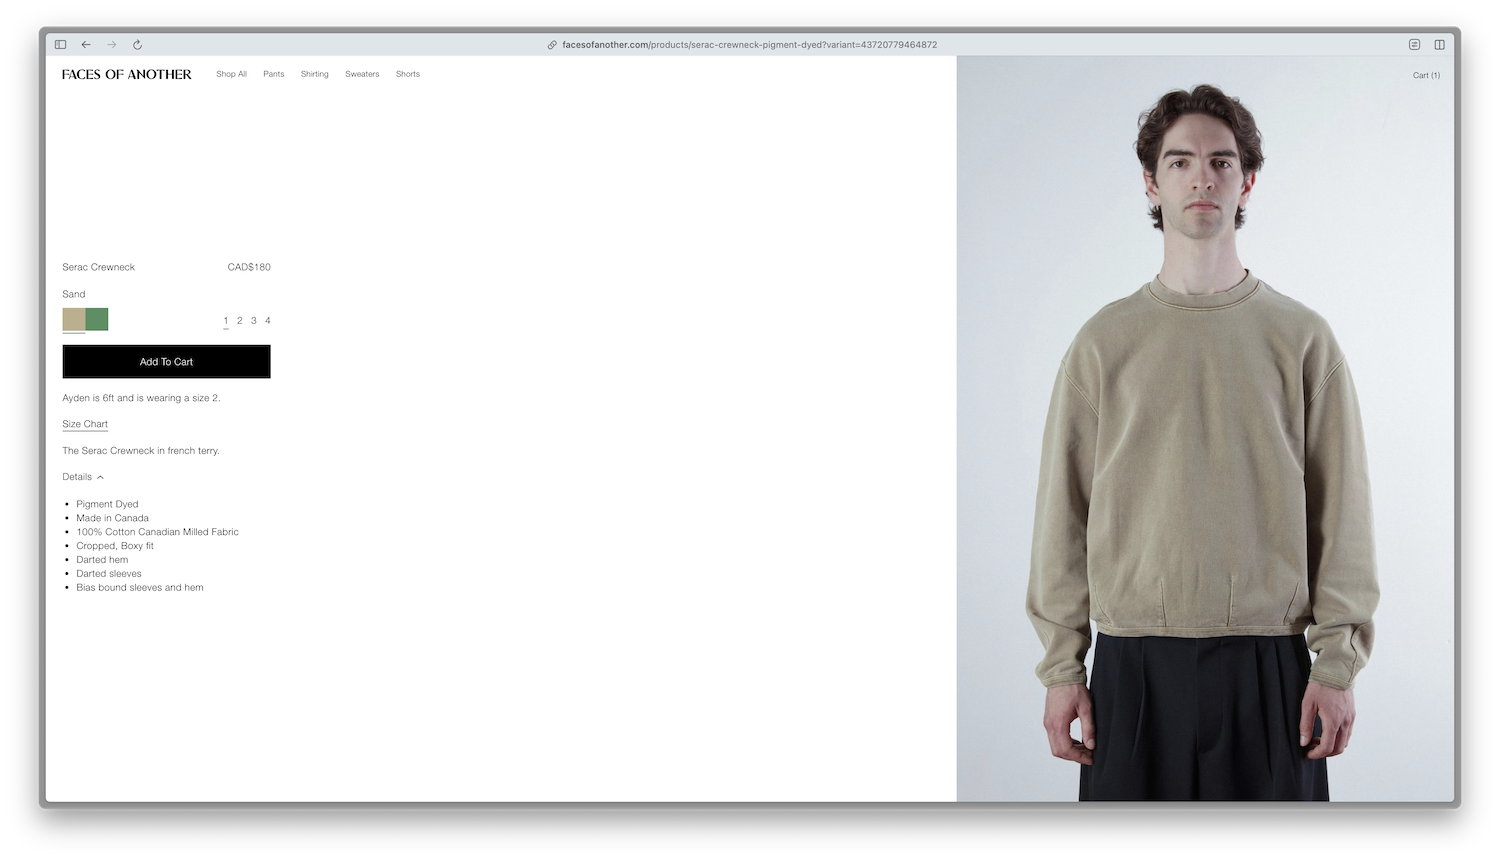 facesofanother.com/products/serac-crewneck-pigment-dyed?variant=43720779464872
FACES OF ANOTHER Shop All Pants Shirting Sweaters Shorts Cart (1)
Serac Crewneck CAD$180
Sand
1 2 3 4
Add To Cart
Ayden is 6ft and is wearing a size 2.
Size Chart
The Serac Crewneck in french terry.
Details
Pigment Dyed
Made in Canada
100% Cotton Canadian Milled Fabric
Cropped, Boxy fit
Darted hem
Darted sleeves
Bias bound sleeves and hem